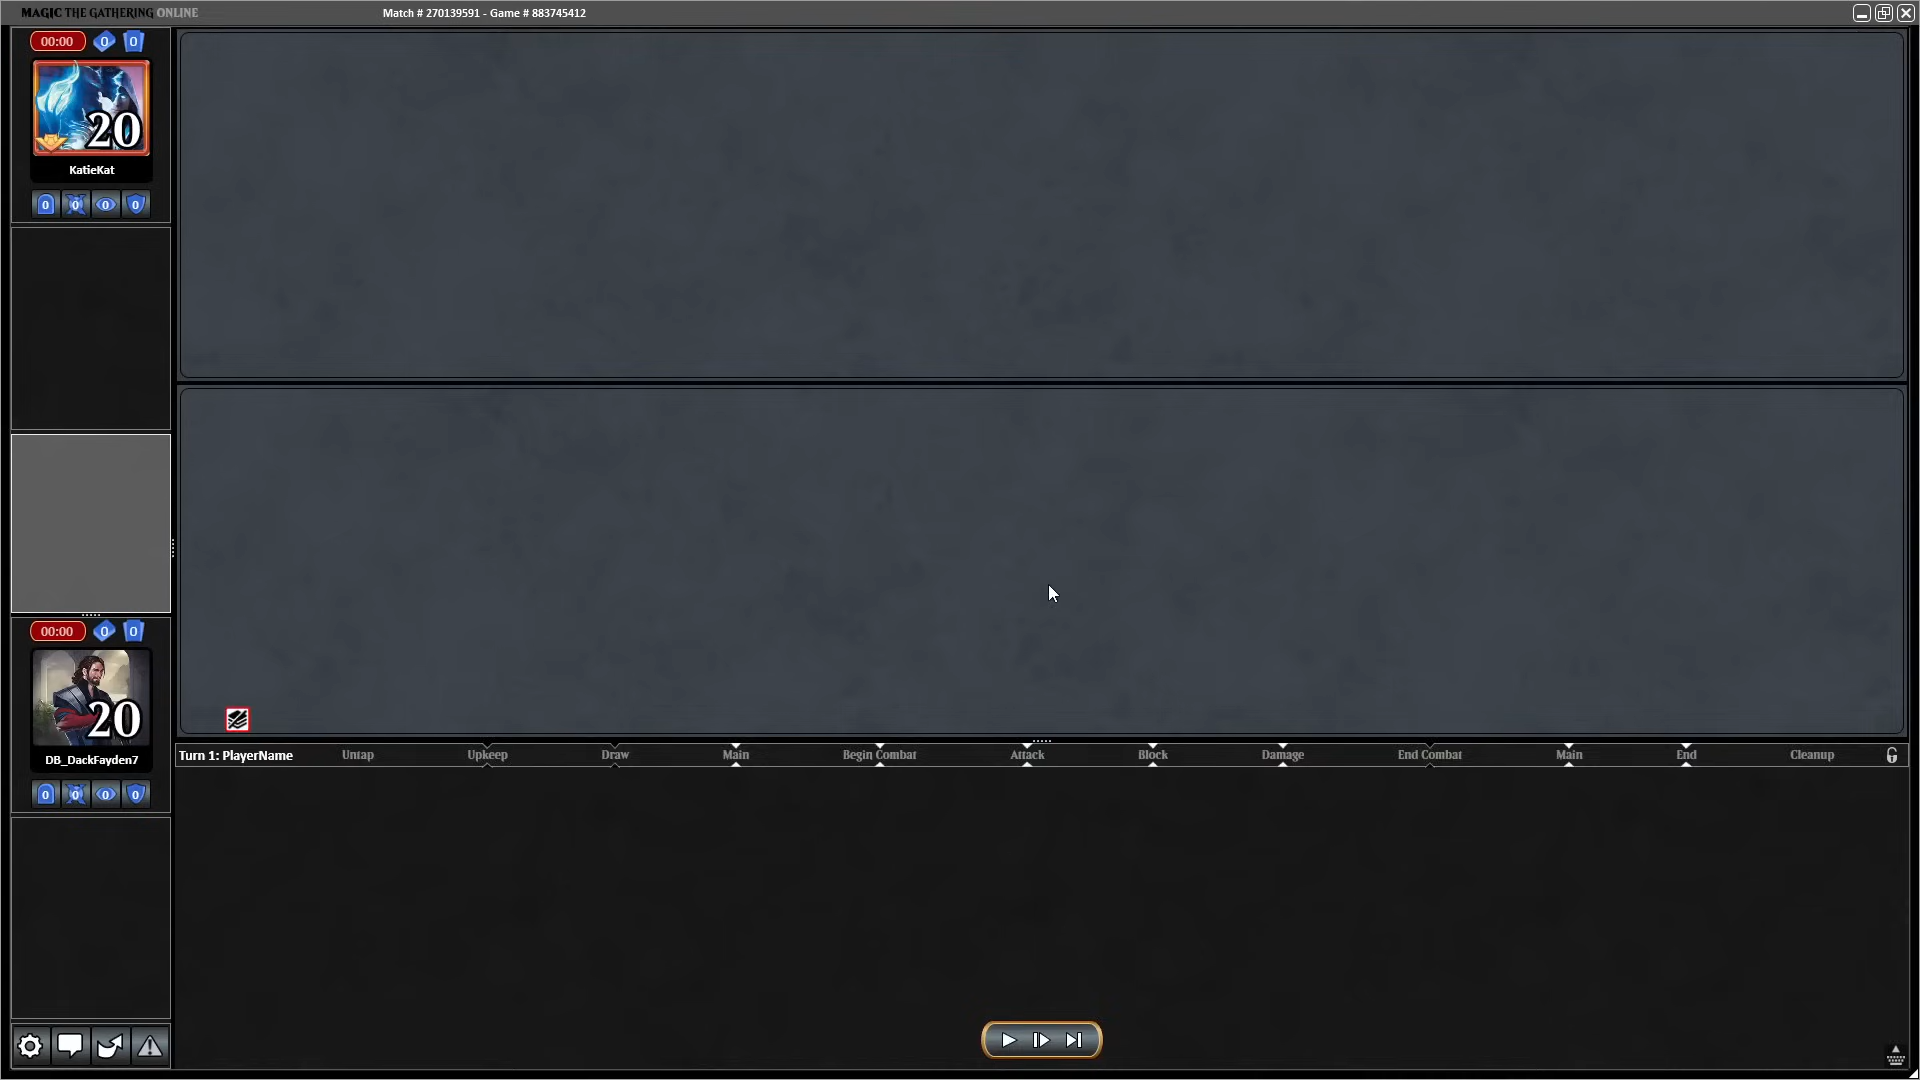 MAGIC THE GATHERING ONLINE
Match # 270139591 - Game # 883745412
00:00 0 0
20
KatieKat
0 0 0 0
00:00 0 0
20
DB_DackFayden7
0 0 0 0
Turn 1: PlayerName Untap Upkeep Draw Main Begin Combat Attack Block Damage End Combat Main End Cleanup